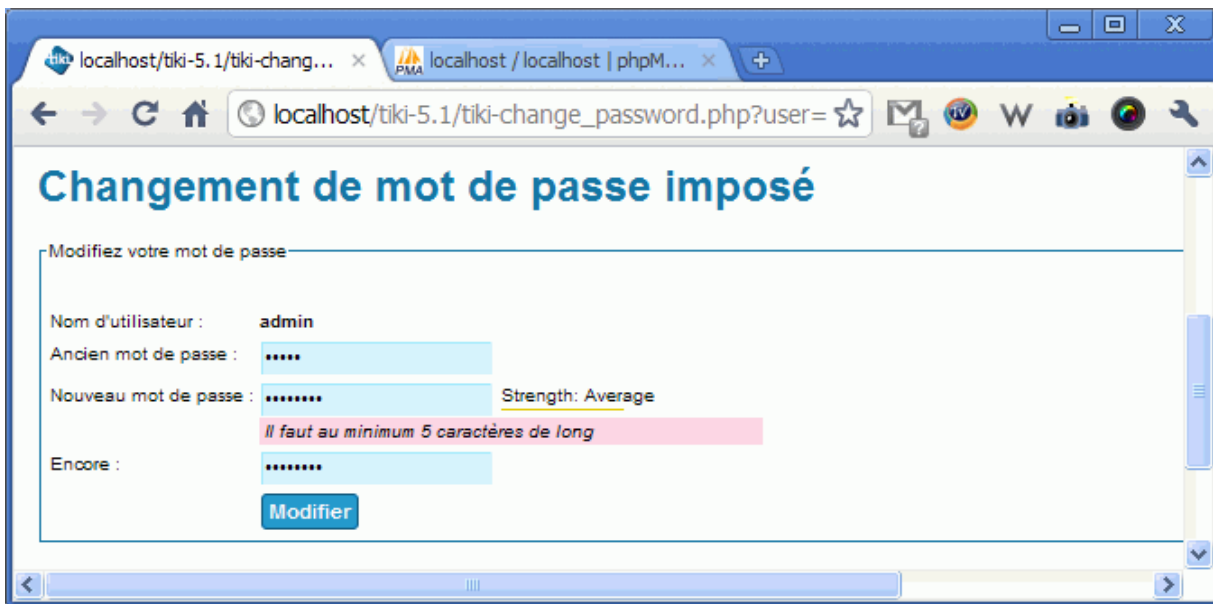 localhost/tiki-5.1/tiki-chang...
localhost / localhost | phpM...
localhost/tiki-5.1/tiki-change_password.php?user=
Changement de mot de passe imposé
Modifiez votre mot de passe
Nom d'utilisateur : admin
Ancien mot de passe : •••••
Nouveau mot de passe : •••••••• Strength: Average
Il faut au minimum 5 caractères de long
Encore : ••••••••
Modifier